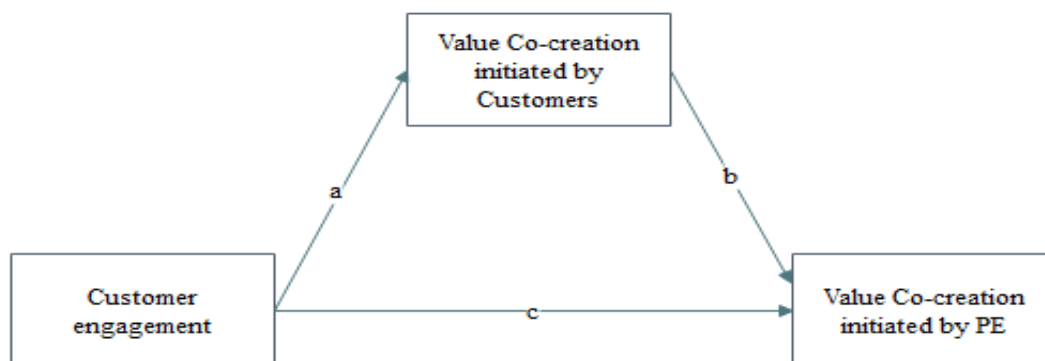 Value Co-creation
initiated by
Customers
a
b
Customer
engagement
c
Value Co-creation
initiated by PE